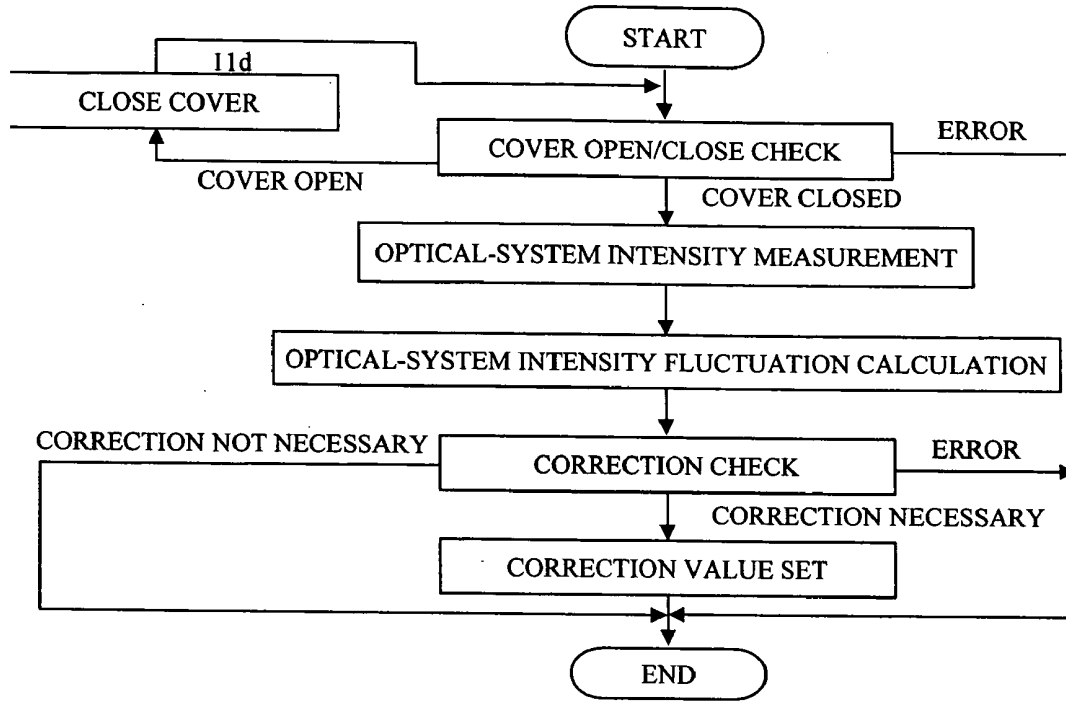 START
11d
CLOSE COVER
ERROR
COVER OPEN/CLOSE CHECK
COVER OPEN
COVER CLOSED
OPTICAL-SYSTEM INTENSITY MEASUREMENT
OPTICAL-SYSTEM INTENSITY FLUCTUATION CALCULATION
CORRECTION NOT NECESSARY
ERROR
CORRECTION CHECK
CORRECTION NECESSARY
CORRECTION VALUE SET
END